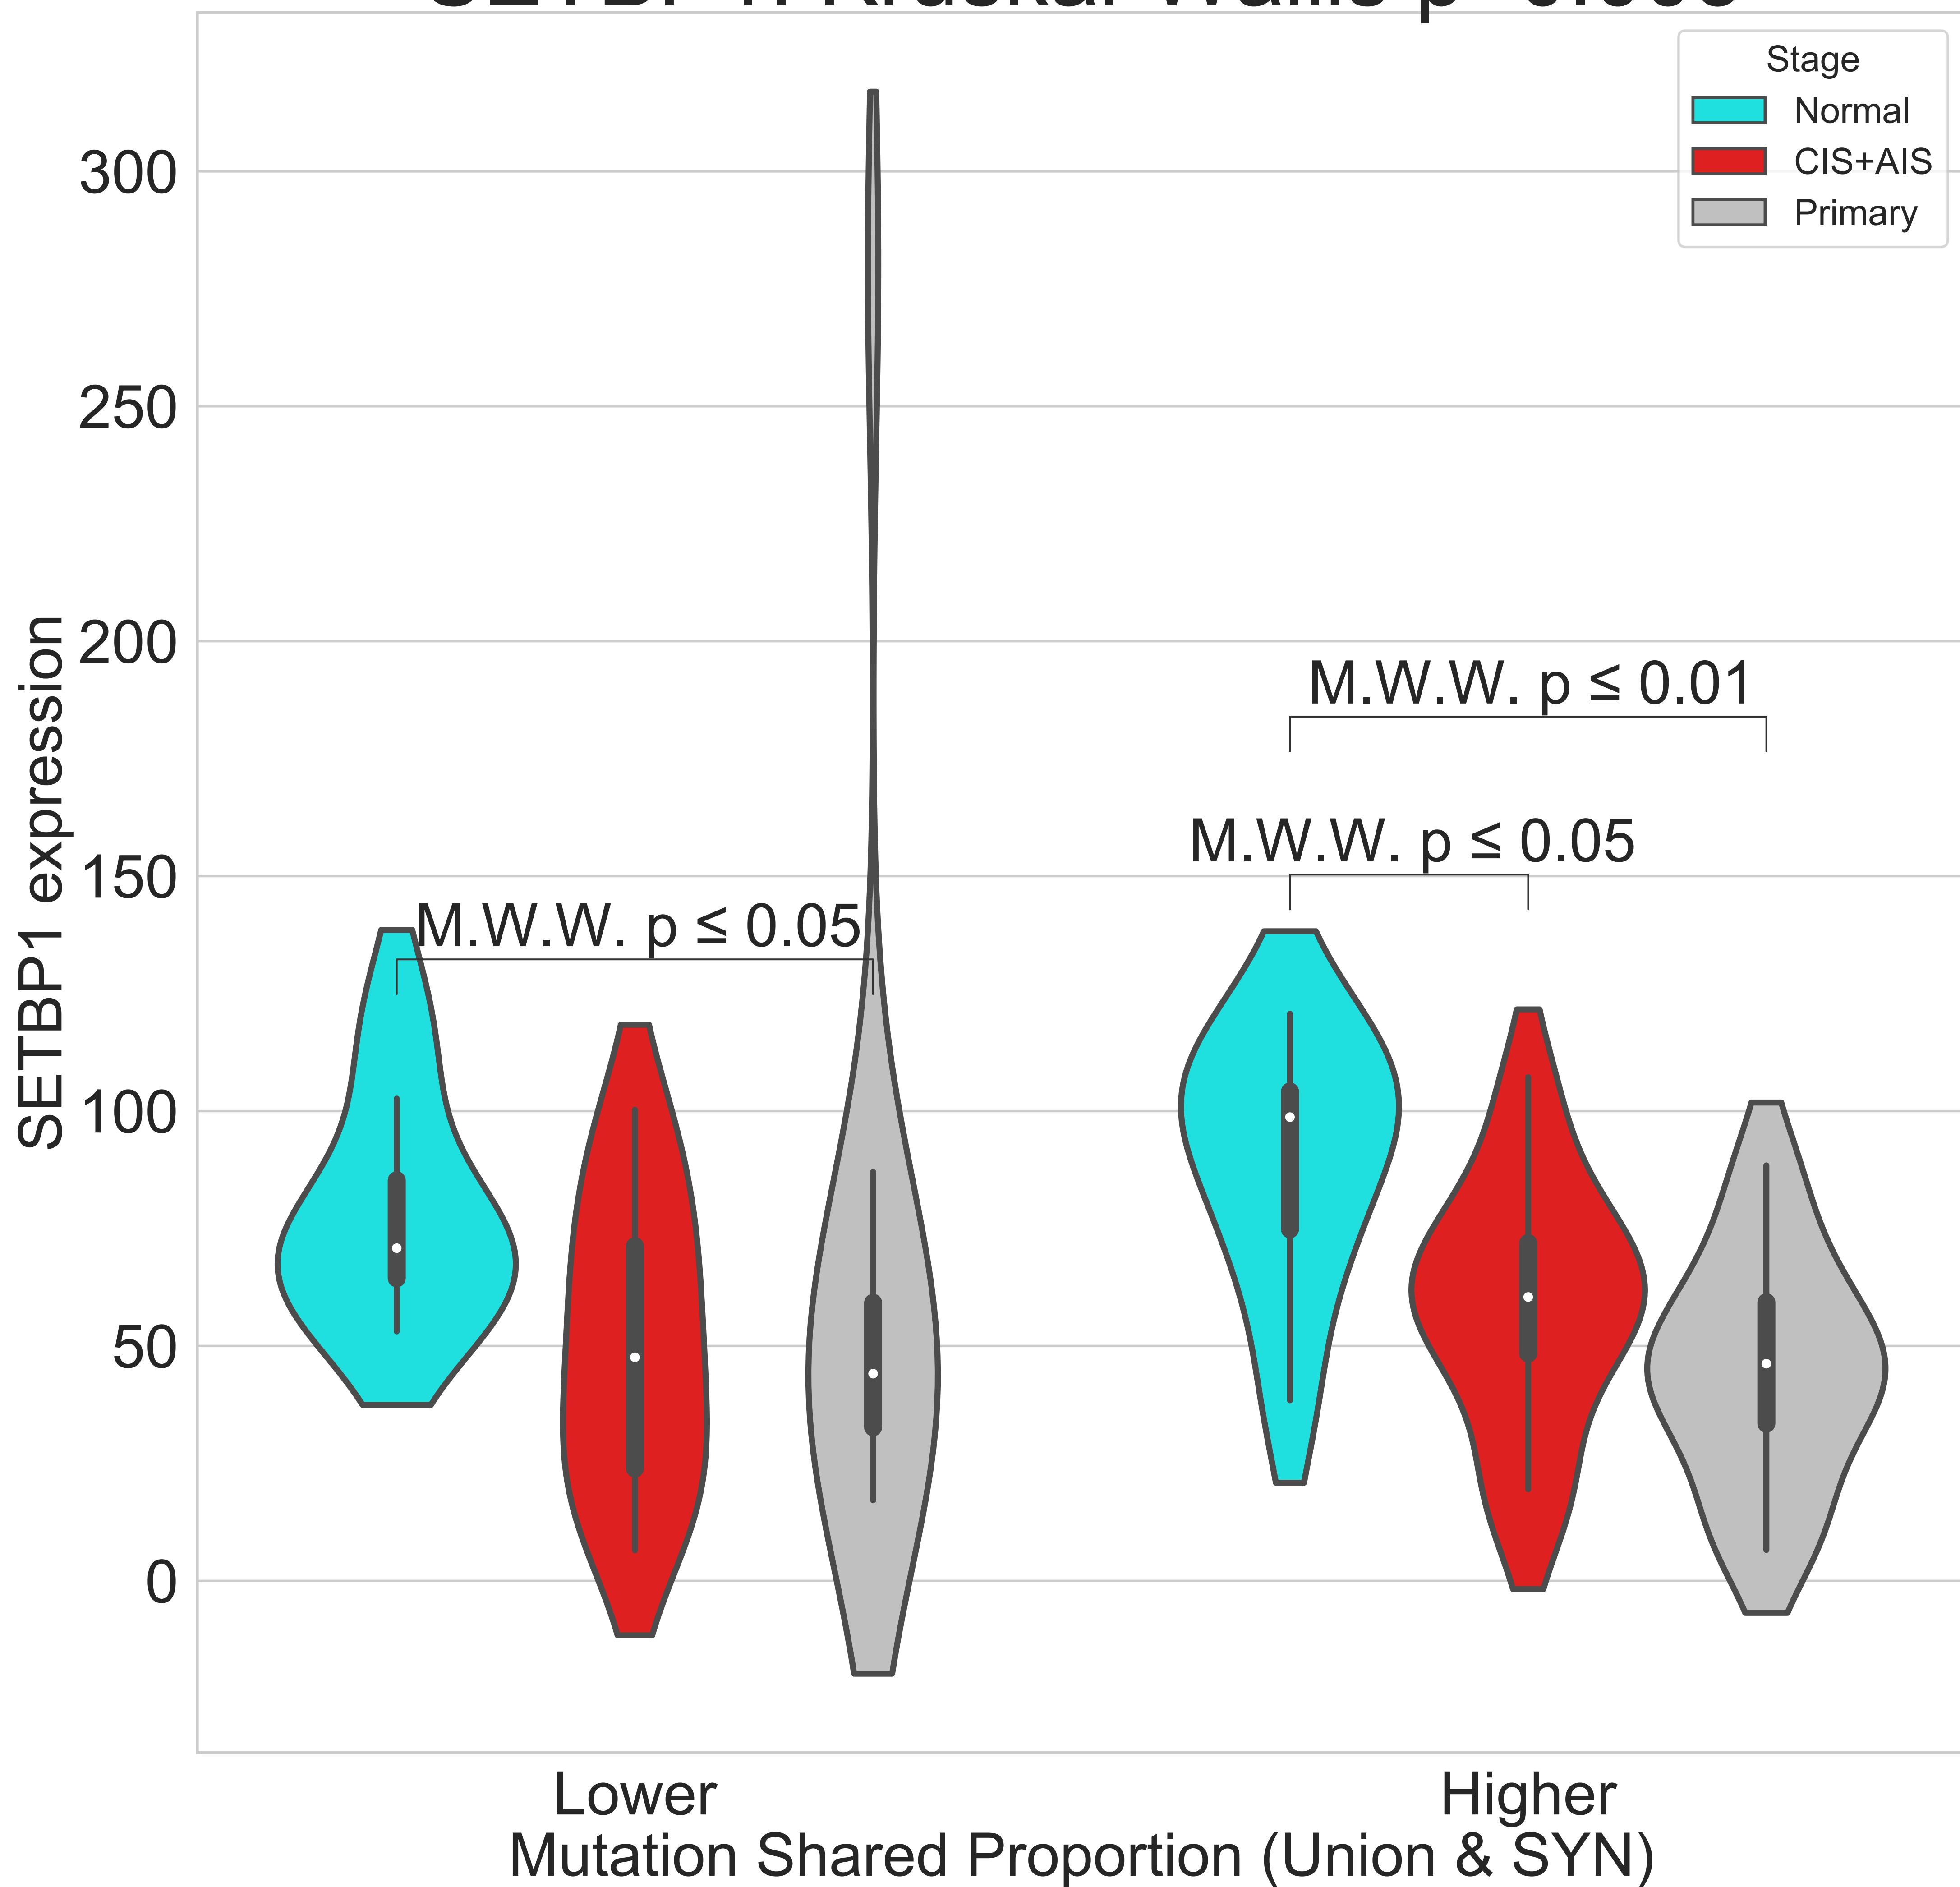 Stage
Normal
CIS+AIS
Primary
300
250
200
150
100
50
0
SETBP1 expression
M.W.W. p ≤ 0.01
M.W.W. p ≤ 0.05
M.W.W. p ≤ 0.05
Lower
Higher
Mutation Shared Proportion (Union & SYN)